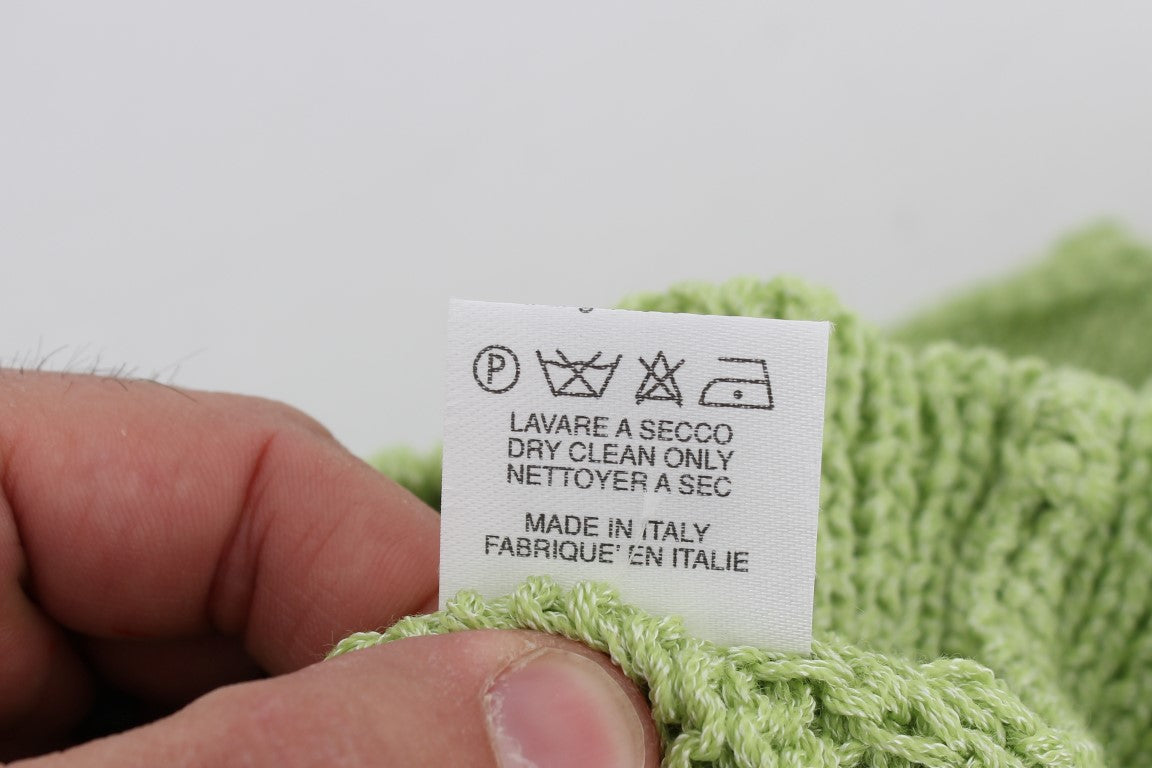 P
LAVARE A SECCO
DRY CLEAN ONLY
NETTOYER A SEC
MADE IN ITALY
FABRIQUE' EN ITALIE